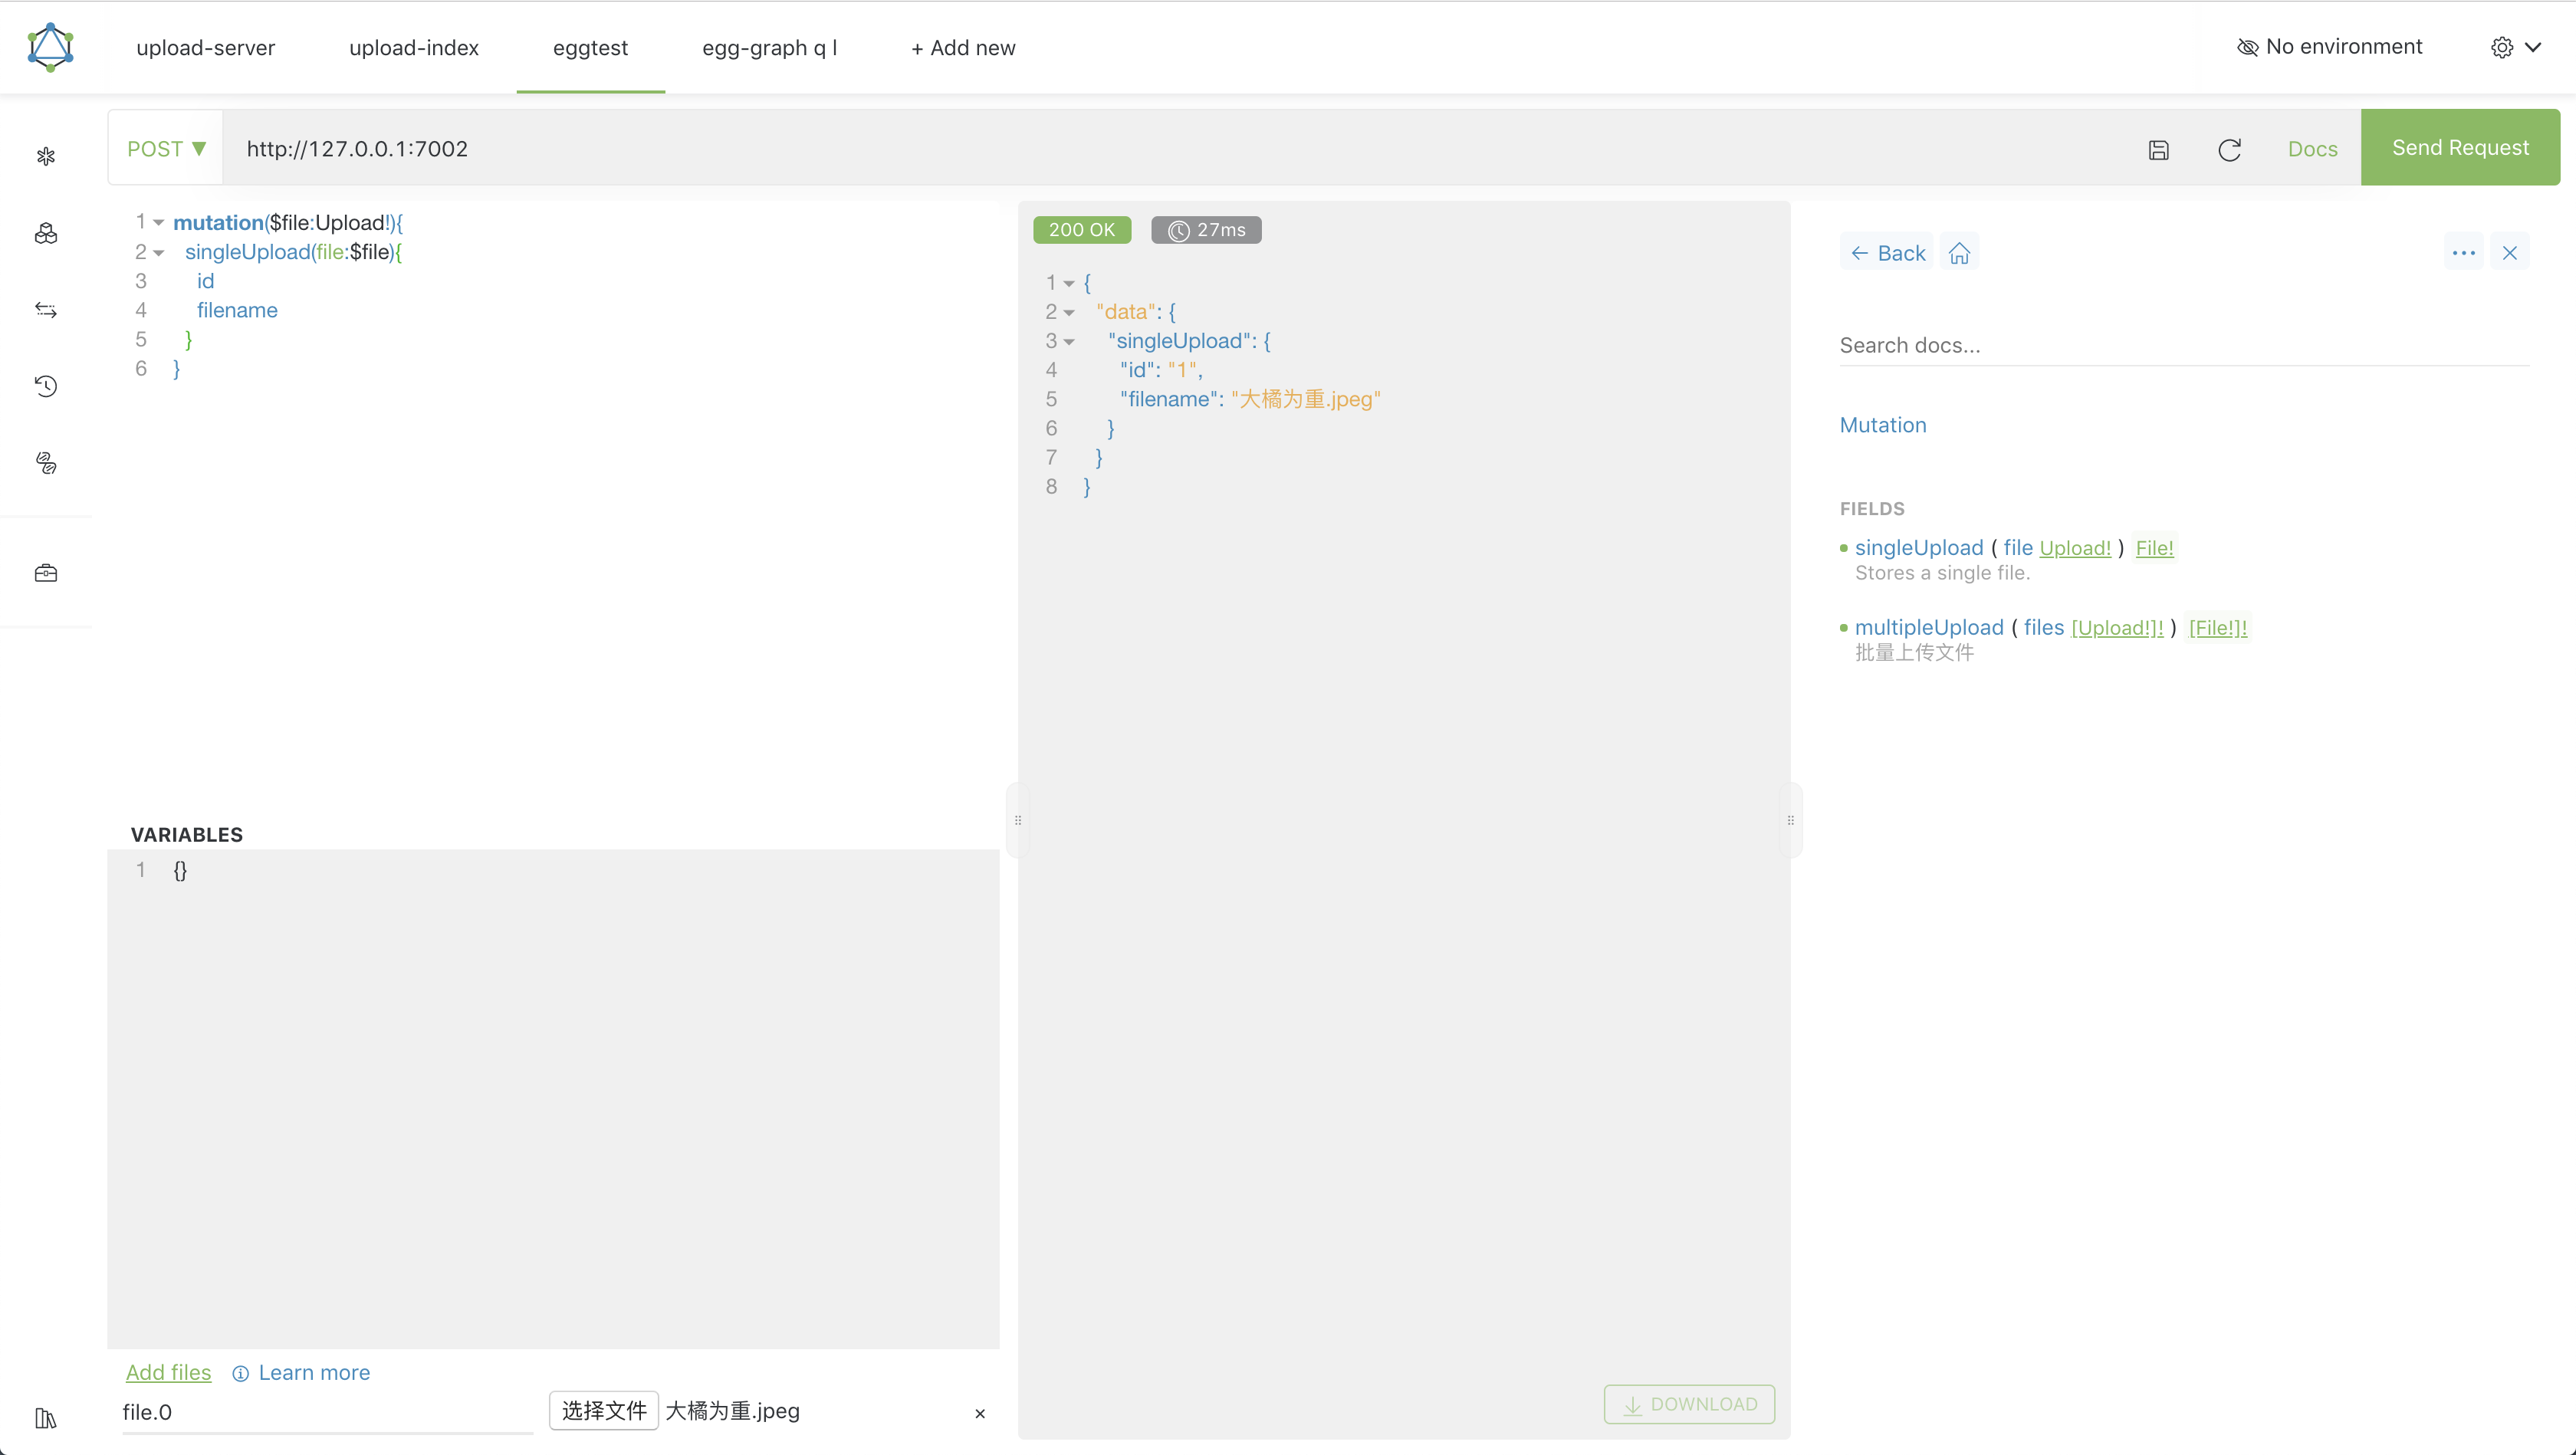 upload-server upload-index eggtest egg-graph q l + Add new No environment
POST ▼ http://127.0.0.1:7002 Docs Send Request
1 mutation($file:Upload!){
2 singleUpload(file:$file){
3 id
4 filename
5 }
6 }
VARIABLES
1 {}
Add files Learn more
file.0 选择文件 大橘为重.jpeg ×
200 OK 27ms
1 {
2 "data": {
3 "singleUpload": {
4 "id": "1",
5 "filename": "大橘为重.jpeg"
6 }
7 }
8 }
DOWNLOAD
← Back
Search docs...
Mutation
FIELDS
singleUpload ( file Upload! ) File!
Stores a single file.
multipleUpload ( files [Upload!]! ) [File!]!
批量上传文件